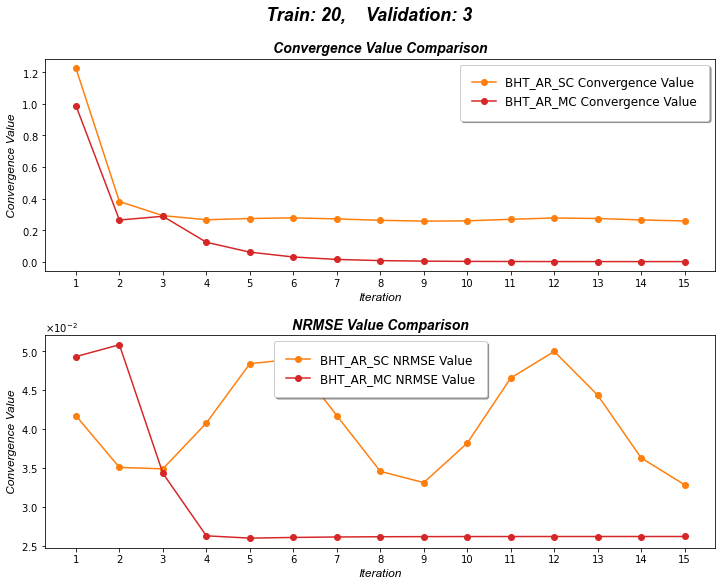 Train: 20,    Validation: 3
Convergence Value Comparison
Convergence Value
1.2
1.0
0.8
0.6
0.4
0.2
0.0
BHT_AR_SC Convergence Value
BHT_AR_MC Convergence Value
1 2 3 4 5 6 7 8 9 10 11 12 13 14 15
Iteration
NRMSE Value Comparison
×10⁻²
Convergence Value
5.0
4.5
4.0
3.5
3.0
2.5
BHT_AR_SC NRMSE Value
BHT_AR_MC NRMSE Value
1 2 3 4 5 6 7 8 9 10 11 12 13 14 15
Iteration